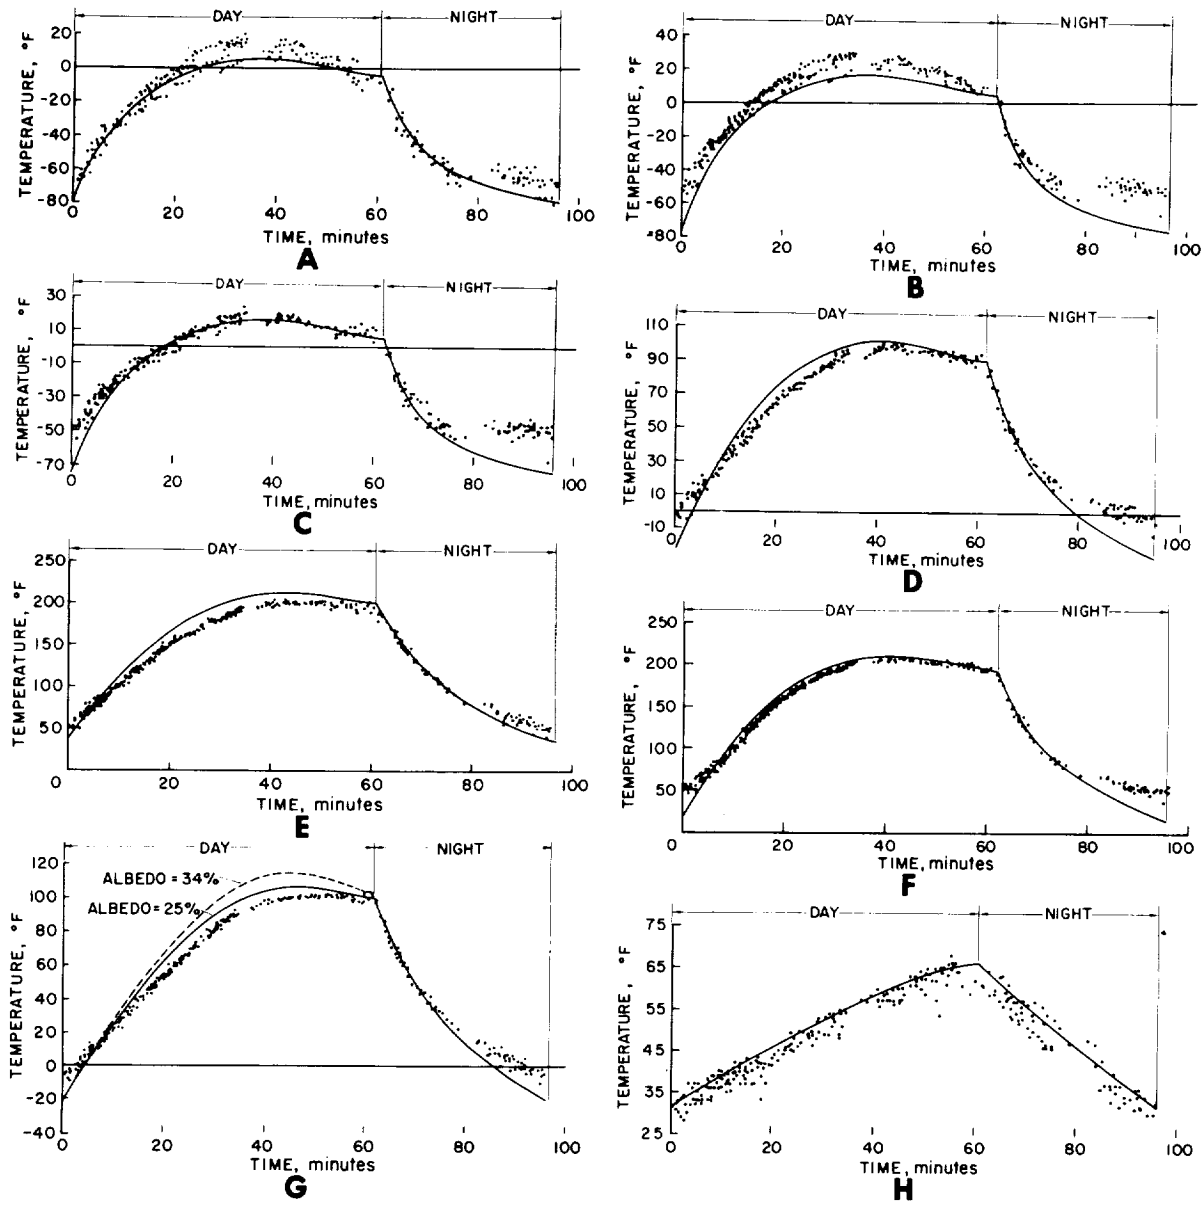 DAY NIGHT
20
0
-20
-40
-60
-80
TEMPERATURE, °F
0 20 40 60 80 100
TIME, minutes
A
DAY NIGHT
40
20
0
-20
-40
-60
-80
TEMPERATURE, °F
0 20 40 60 80 100
TIME, minutes
B
DAY NIGHT
30
10
-10
-30
-50
-70
TEMPERATURE, °F
0 20 40 60 80 100
TIME, minutes
C
DAY NIGHT
110
90
70
50
30
10
-10
TEMPERATURE, °F
0 20 40 60 80 100
TIME, minutes
D
DAY NIGHT
250
200
150
100
50
TEMPERATURE, °F
0 20 40 60 80 100
TIME, minutes
E
DAY NIGHT
250
200
150
100
50
TEMPERATURE, °F
0 20 40 60 80 100
TIME, minutes
F
DAY NIGHT
120
100
80
60
40
20
0
-20
-40
TEMPERATURE, °F
ALBEDO = 34%
ALBEDO = 25%
0 20 40 60 80 100
TIME, minutes
G
DAY NIGHT
75
65
55
45
35
25
TEMPERATURE, °F
0 20 40 60 80 100
TIME, minutes
H